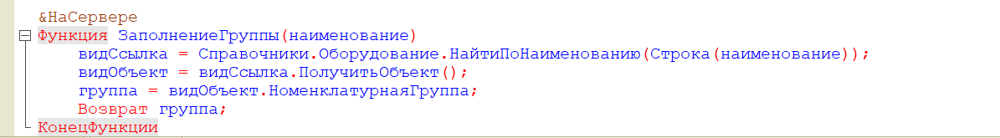 &НаСервере
Функция ЗаполнениеГруппы(наименование)
видСсылка = Справочники.Оборудование.НайтиПоНаименованию(Строка(наименование));
видОбъект = видСсылка.ПолучитьОбъект();
группа = видОбъект.НоменклатурнаяГруппа;
Возврат группа;
КонецФункции